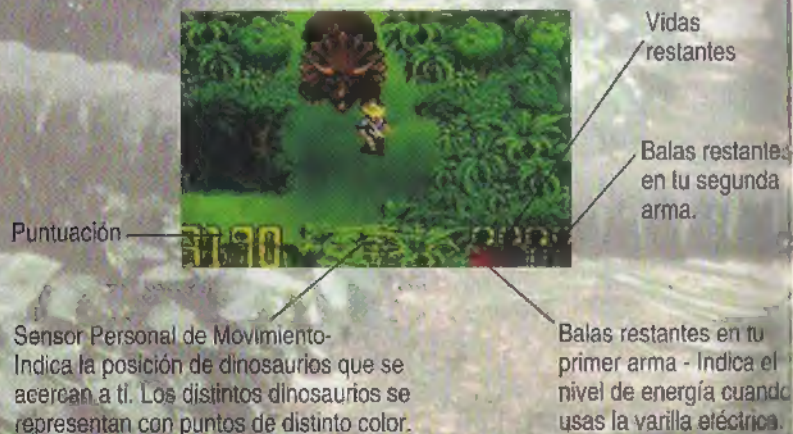 Vidas
restantes
Balas restantes
en tu segunda
arma.
Puntuación
Sensor Personal de Movimiento-
Indica la posición de dinosaurios que se
acercan a ti. Los distintos dinosaurios se
representan con puntos de distinto color.
Balas restantes en tu
primer arma - Indica el
nivel de energía cuando
usas la varilla eléctrica.